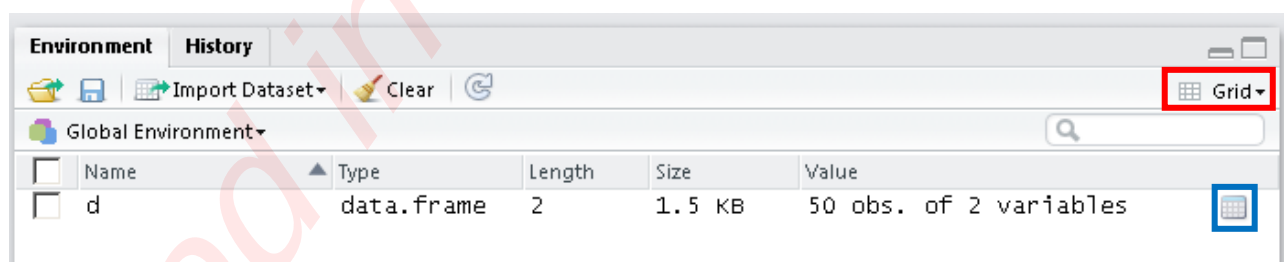 Environment History
Import Dataset Clear Grid
Global Environment
Name Type Length Size Value
d data.frame 2 1.5 KB 50 obs. of 2 variables